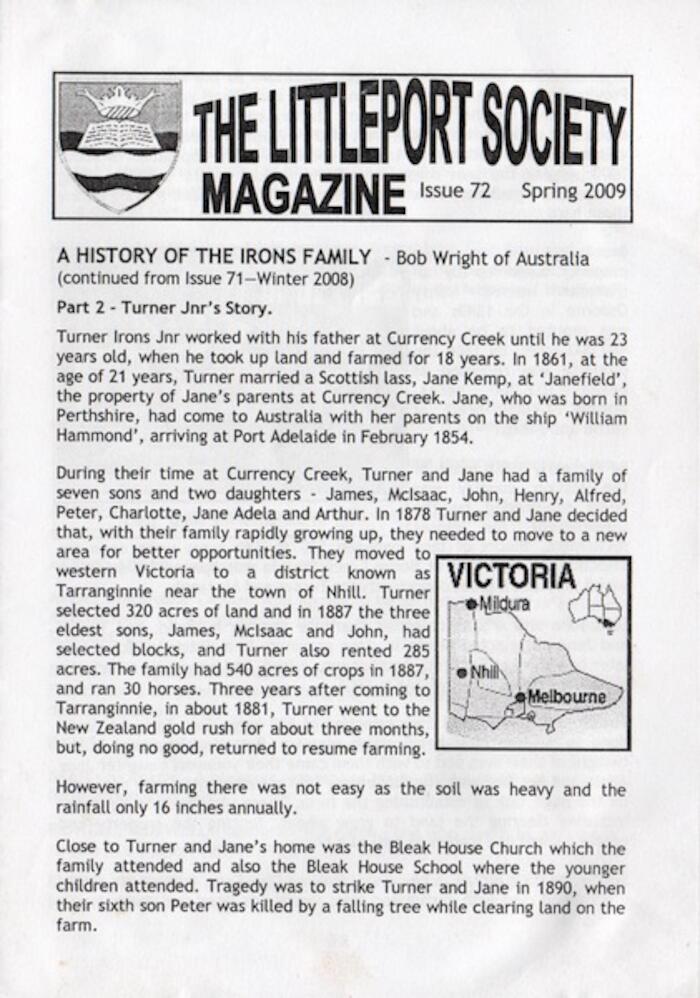 THE LITTLEPORT SOCIETY
MAGAZINE Issue 72 Spring 2009
A HISTORY OF THE IRONS FAMILY - Bob Wright of Australia
(continued from Issue 71—Winter 2008)
Part 2 - Turner Jnr's Story.
Turner Irons Jnr worked with his father at Currency Creek until he was 23
years old, when he took up land and farmed for 18 years. In 1861, at the
age of 21 years, Turner married a Scottish lass, Jane Kemp, at 'Janefield',
the property of Jane's parents at Currency Creek. Jane, who was born in
Perthshire, had come to Australia with her parents on the ship 'William
Hammond', arriving at Port Adelaide in February 1854.
During their time at Currency Creek, Turner and Jane had a family of
seven sons and two daughters - James, McIsaac, John, Henry, Alfred,
Peter, Charlotte, Jane Adela and Arthur. In 1878 Turner and Jane decided
that, with their family rapidly growing up, they needed to move to a new
area for better opportunities. They moved to
western Victoria to a district known as
Tarranginnie near the town of Nhill. Turner
selected 320 acres of land and in 1887 the three
eldest sons, James, McIsaac and John, had
selected blocks, and Turner also rented 285
acres. The family had 540 acres of crops in 1887,
and ran 30 horses. Three years after coming to
Tarranginnie, in about 1881, Turner went to the
New Zealand gold rush for about three months,
but, doing no good, returned to resume farming.
VICTORIA
Mildura
Nhill
Melbourne
However, farming there was not easy as the soil was heavy and the
rainfall only 16 inches annually.
Close to Turner and Jane's home was the Bleak House Church which the
family attended and also the Bleak House School where the younger
children attended. Tragedy was to strike Turner and Jane in 1890, when
their sixth son Peter was killed by a falling tree while clearing land on the
farm.